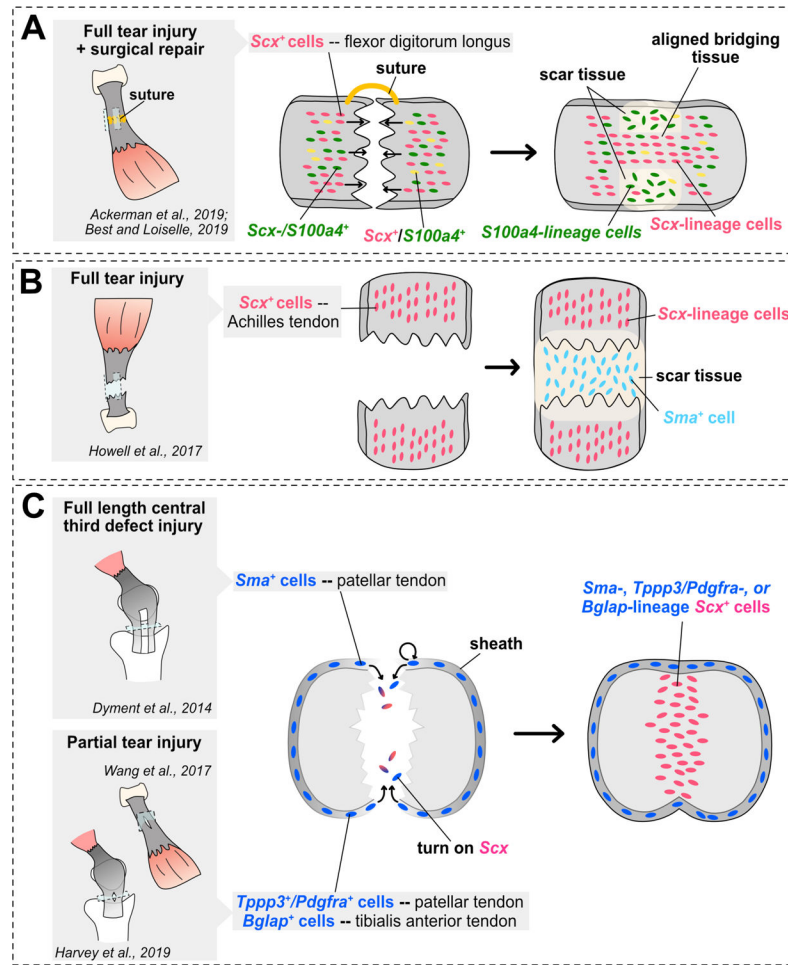 A
Full tear injury
+ surgical repair
suture
Ackerman et al., 2019;
Best and Loiselle, 2019
Scx+ cells -- flexor digitorum longus
suture
Scx-/S100a4+
Scx+/S100a4+
aligned bridging
tissue
scar tissue
S100a4-lineage cells
Scx-lineage cells
B
Full tear injury
Howell et al., 2017
Scx+ cells --
Achilles tendon
Scx-lineage cells
scar tissue
Sma+ cell
C
Full length central
third defect injury
Dyment et al., 2014
Partial tear injury
Wang et al., 2017
Harvey et al., 2019
Sma+ cells -- patellar tendon
sheath
turn on Scx
Tppp3+/Pdgfra+ cells -- patellar tendon
Bglap+ cells -- tibialis anterior tendon
Sma-, Tppp3/Pdgfra-, or
Bglap-lineage Scx+ cells